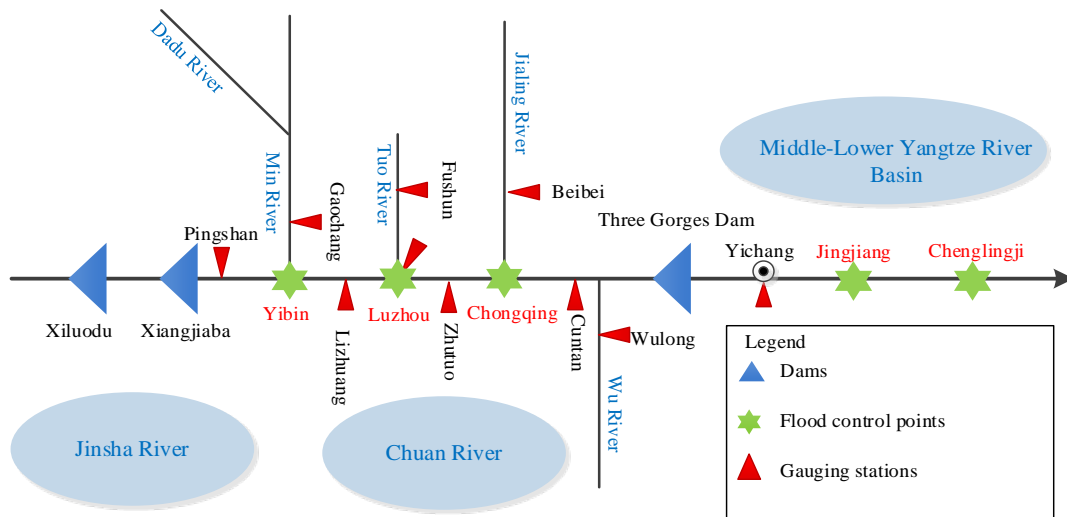 Dadu River
Min River
Gaochang
Tuo River
Fushun
Jialing River
Beibei
Middle-Lower Yangtze River
Basin
Pingshan
Three Gorges Dam
Yichang
Jingjiang
Chenglingji
Xiluodu
Xiangjiaba
Yibin
Lizhuang
Luzhou
Zhutuo
Chongqing
Cuntan
Wulong
Wu River
Jinsha River
Chuan River
Legend
Dams
Flood control points
Gauging stations